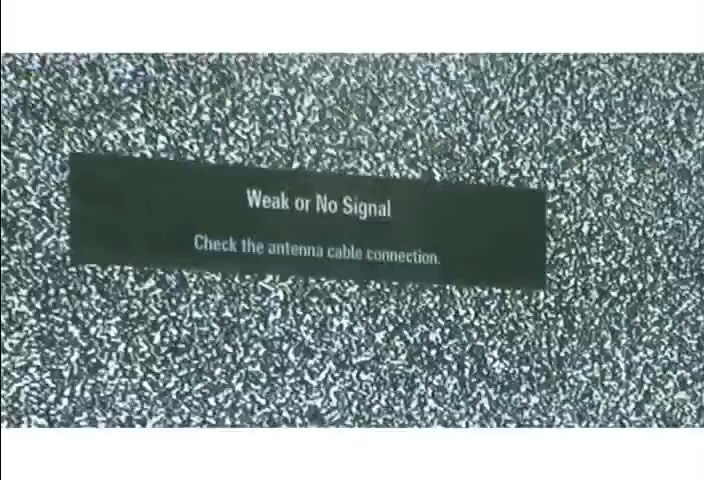 Weak or No Signal
Check the antenna cable connection.